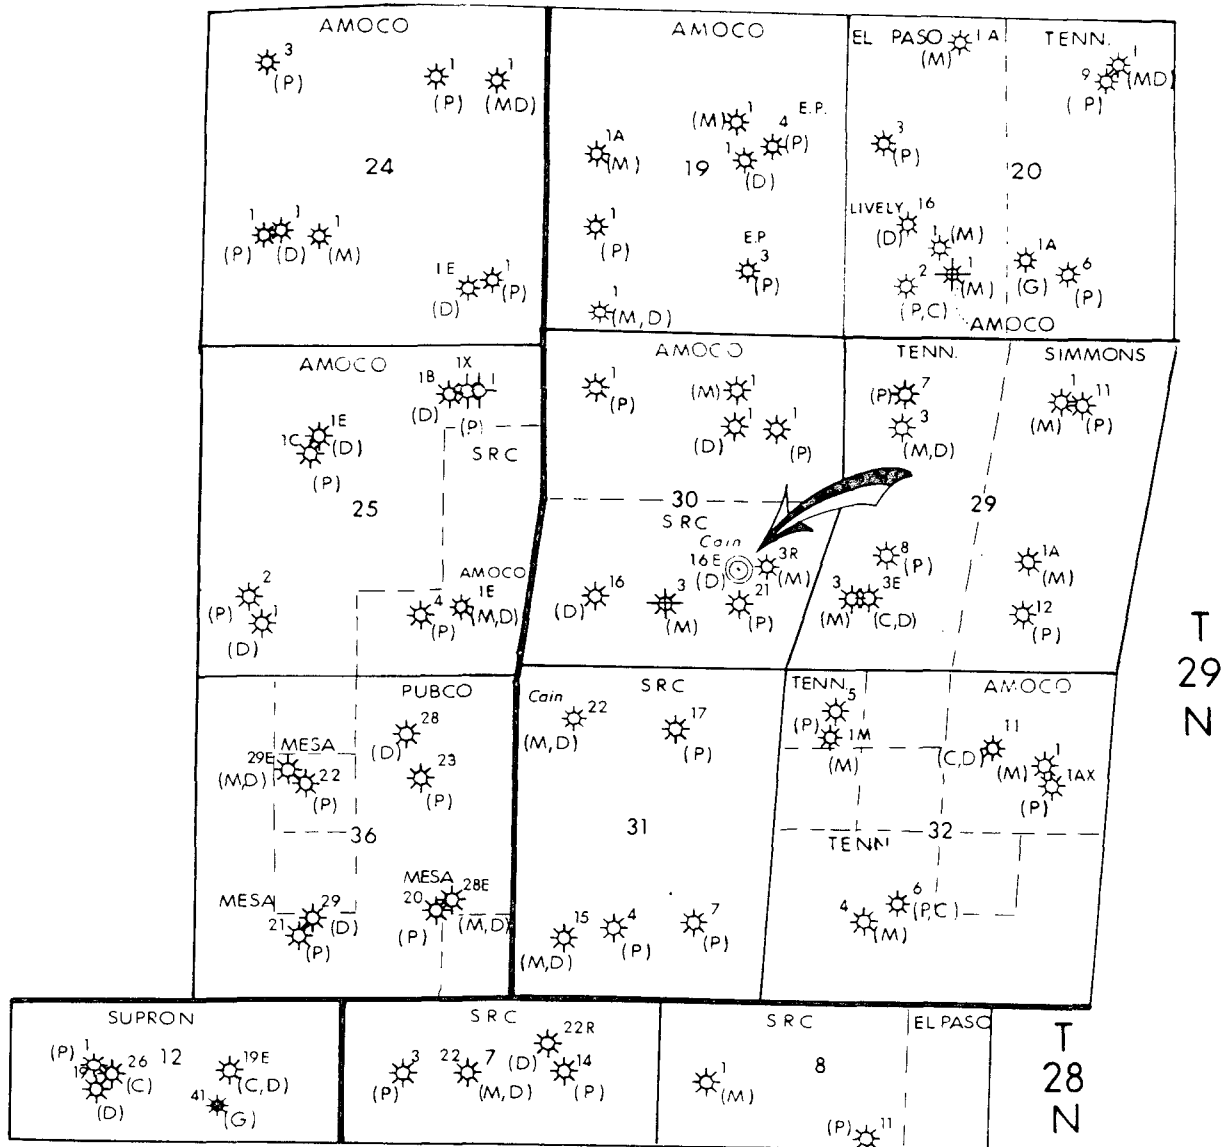 AMOCO
3
(P)
1
(P)
1
(MD)
24
1
(P)
1
(D)
1
(M)
1E
(D)
1
(P)
AMOCO
1
(M)
E.P.
4
(P)
1A
(M)
1
(D)
19
1
(P)
E.P
3
(P)
1
(M,D)
EL PASO
1A
(M)
TENN.
1
(MD)
9
(P)
3
(P)
20
LIVELY
16
(D)
1
(M)
2
(P,C)
1
(M)
1A
(G)
6
(P)
AMOCO
AMOCO
1B
(D)
1X
1
(P)
SRC
1E
(D)
1C
(P)
25
2
(P)
1
(D)
AMOCO
4
(P)
1E
(M,D)
AMOCO
1
(P)
(M)
1
1
(D)
1
(P)
30
SRC
Cain
16E
(D)
3R
(M)
16
(D)
3
(M)
21
(P)
TENN.
(P)
7
3
(M,D)
SIMMONS
1
(M)
11
(P)
29
8
(P)
3
(M)
3E
(C,D)
1A
(M)
12
(P)
T
29
N
PUBCO
28
(D)
MESA
29E
(M,D)
22
(P)
23
(P)
36
MESA
29
(D)
21
(P)
MESA
28E
(M,D)
20
(P)
SRC
Cain
22
(M,D)
17
(P)
31
15
(M,D)
4
(P)
7
(P)
TENN.
5
(P)
1M
(M)
AMOCO
11
(C,D)
1
(M)
1AX
(P)
32
TENN
6
(P,C)
4
(M)
SUPRON
(P)
1
12
26
(C)
19
(D)
19E
(C,D)
41
(G)
SRC
3
(P)
22
7
(M,D)
22R
(D)
14
(P)
SRC
EL PASO
8
1
(M)
(P)
11
T
28
N